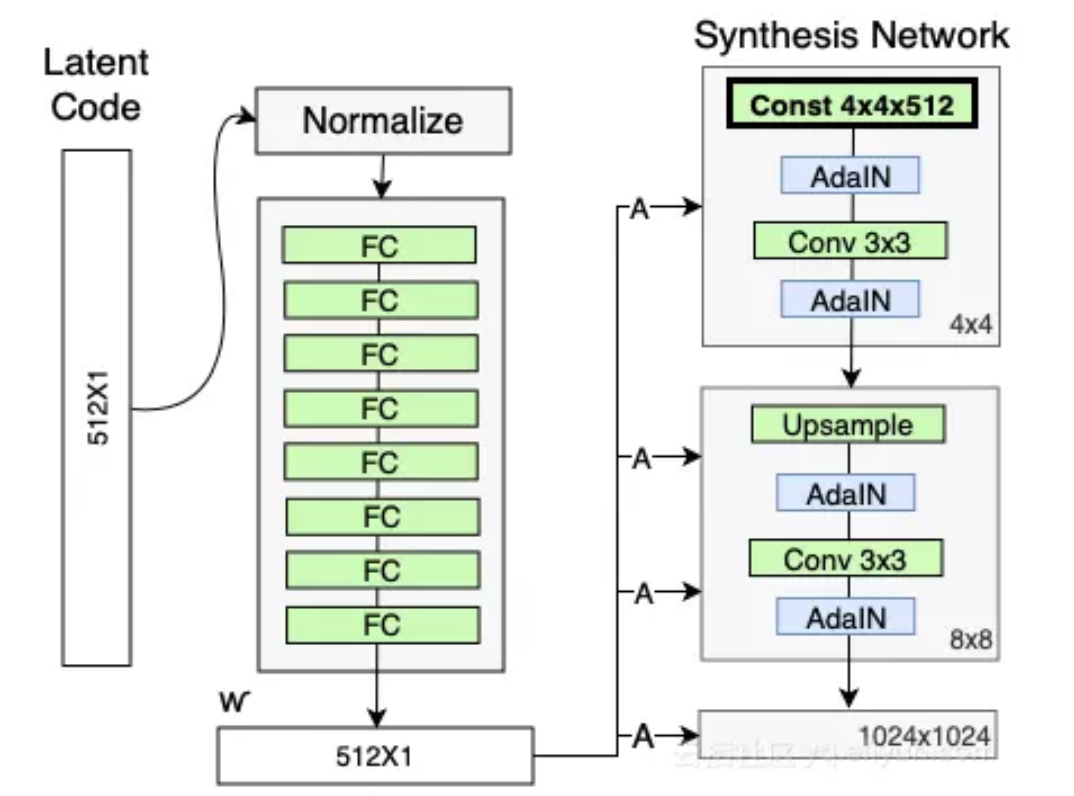 Latent
Code
512X1
Normalize
FC
FC
FC
FC
FC
FC
FC
FC
w
512X1
A
A
A
A
Synthesis Network
Const 4x4x512
AdaIN
Conv 3x3
AdaIN
4x4
Upsample
AdaIN
Conv 3x3
AdaIN
8x8
1024x1024